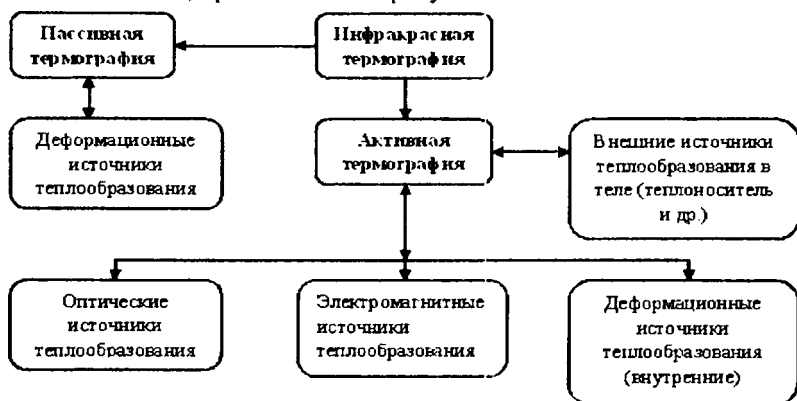 Пассивная
термография
Инфракрасная
термография
Деформационные
источники
теплообразования
Активная
термография
Внешние источники
теплообразования в
теле (теплоноситель
и др.)
Оптические
источники
теплообразования
Электромагнитные
источники
теплообразования
Деформационные
источники
теплообразования
(внутренние)